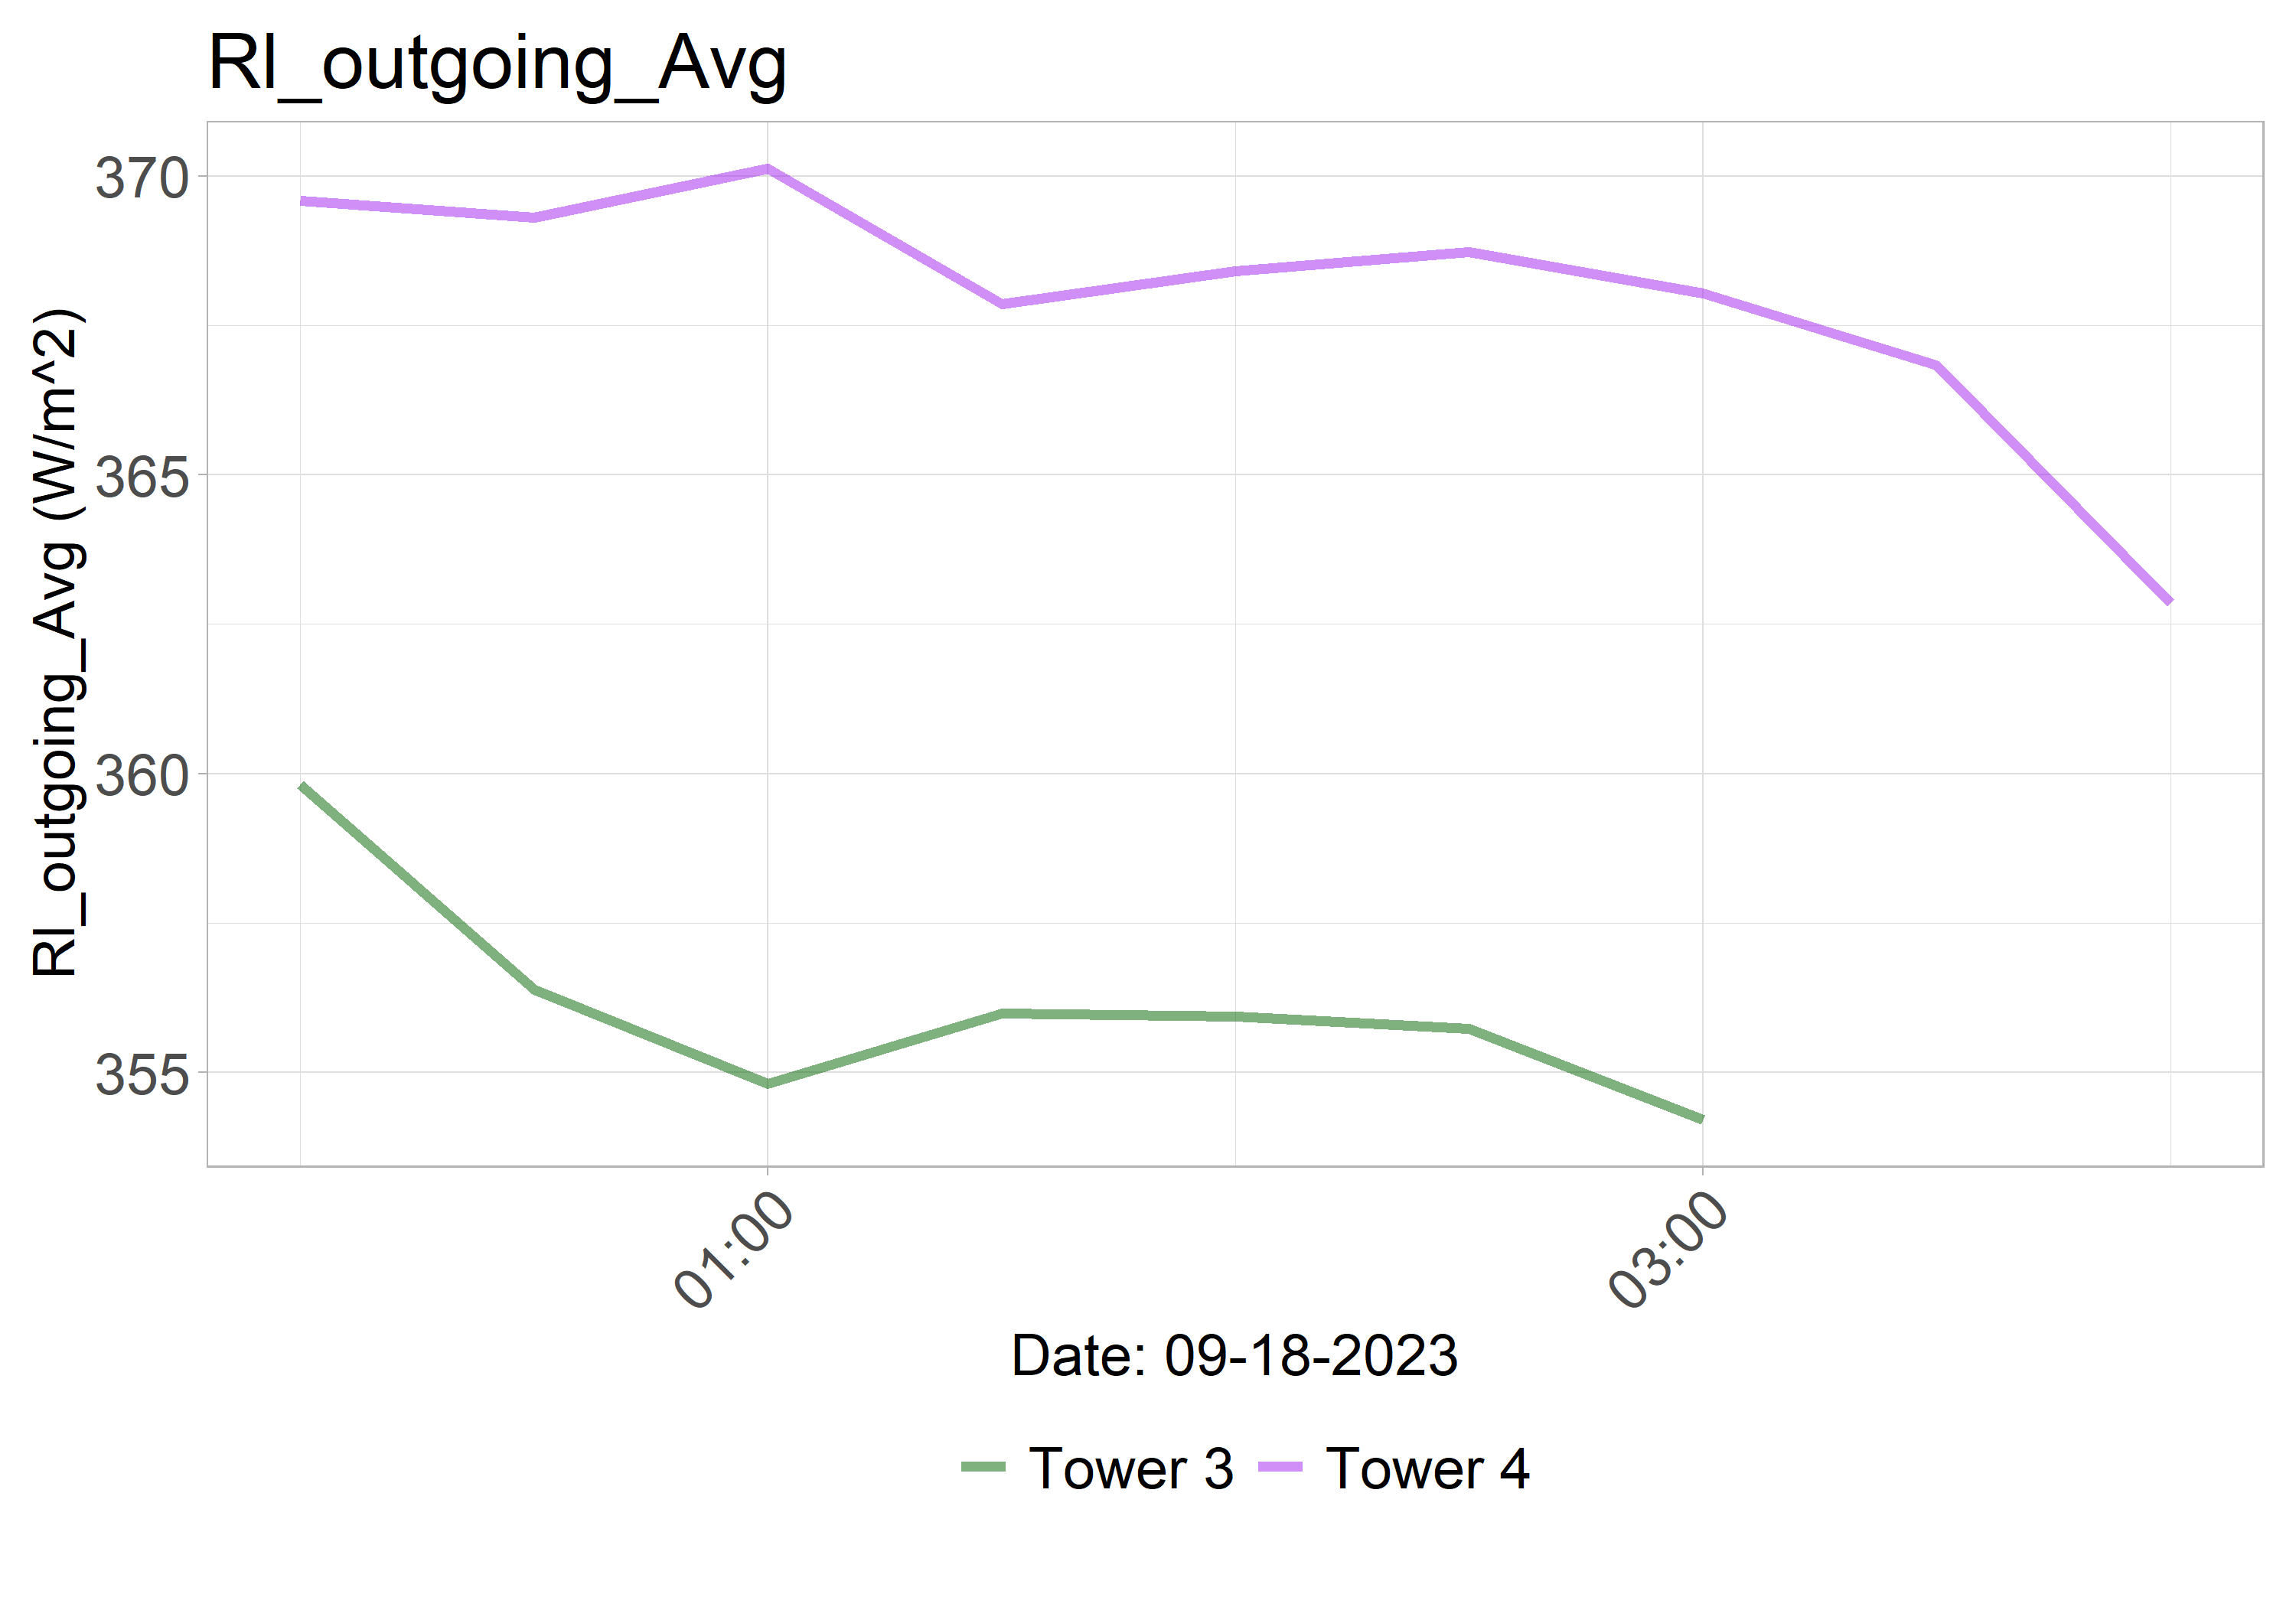 Rl_outgoing_Avg
Rl_outgoing_Avg (W/m^2)
370
365
360
355
01:00
03:00
Date: 09-18-2023
Tower 3
Tower 4